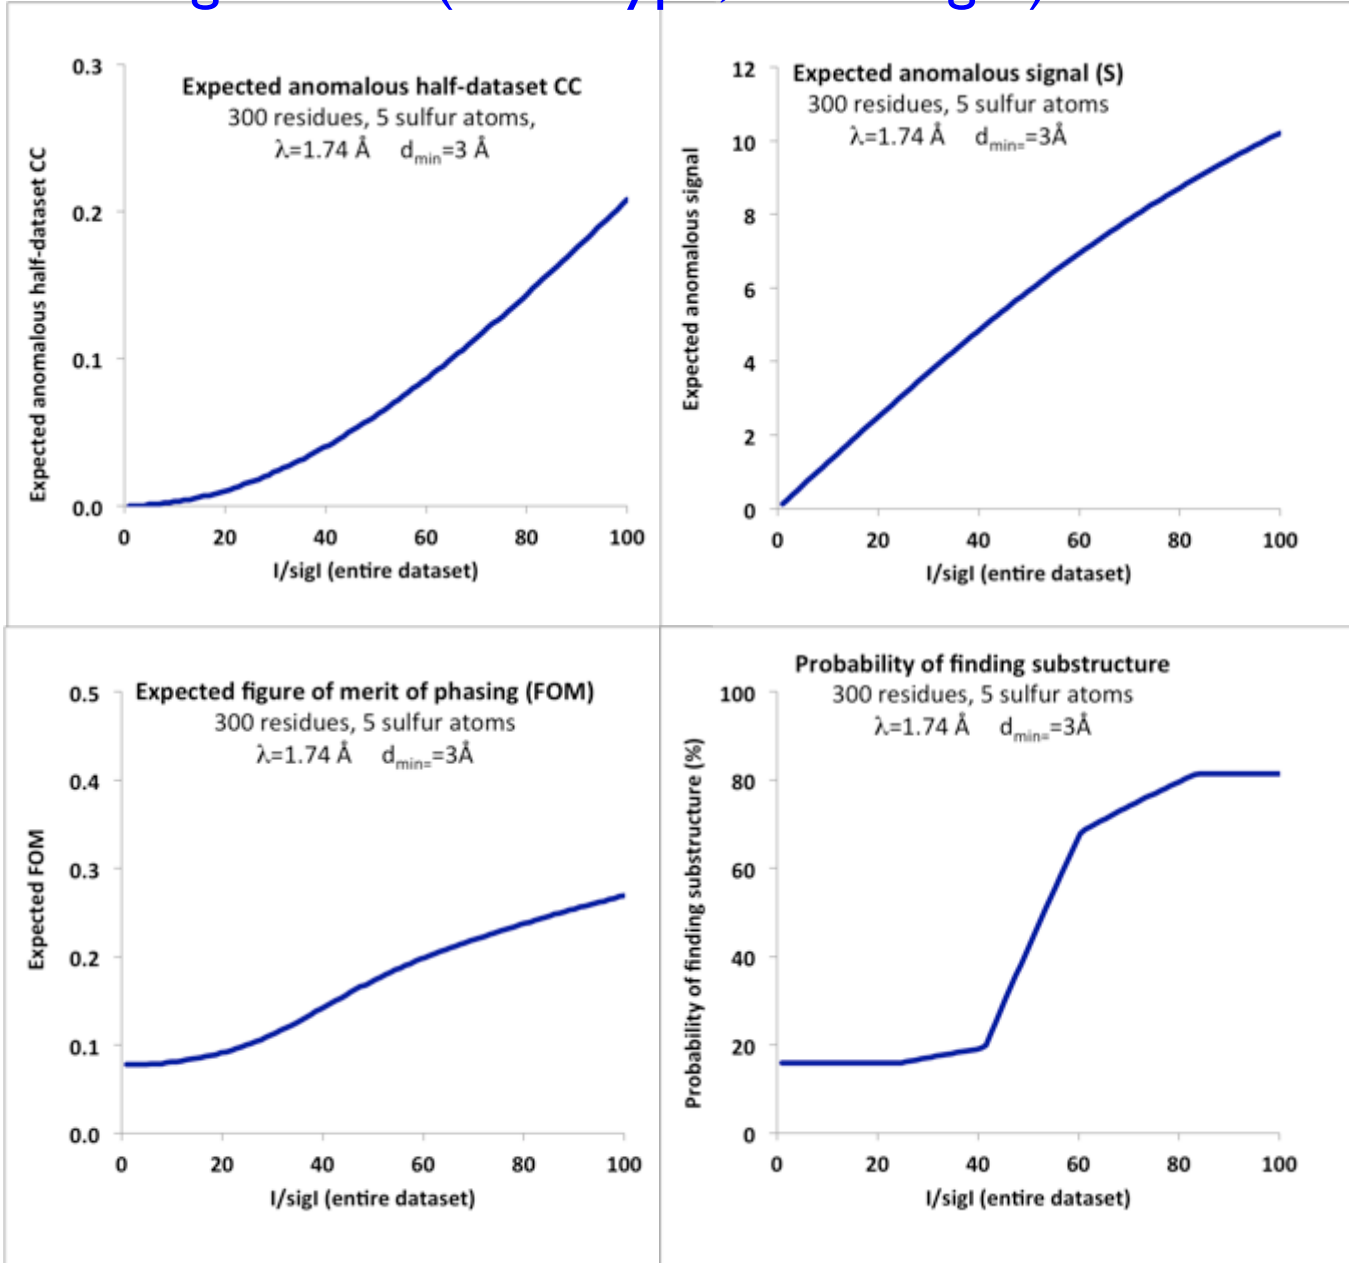 Expected anomalous half-dataset CC
300 residues, 5 sulfur atoms,
λ=1.74 Å dmin=3 Å
Expected anomalous half-dataset CC
0.3
0.2
0.1
0.0
0 20 40 60 80 100
I/sigI (entire dataset)
Expected anomalous signal (S)
300 residues, 5 sulfur atoms
λ=1.74 Å dmin==3Å
Expected anomalous signal
12
10
8
6
4
2
0
0 20 40 60 80 100
I/sigI (entire dataset)
Expected figure of merit of phasing (FOM)
300 residues, 5 sulfur atoms
λ=1.74 Å dmin==3Å
Expected FOM
0.5
0.4
0.3
0.2
0.1
0.0
0 20 40 60 80 100
I/sigI (entire dataset)
Probability of finding substructure
300 residues, 5 sulfur atoms
λ=1.74 Å dmin==3Å
Probability of finding substructure (%)
100
80
60
40
20
0
0 20 40 60 80 100
I/sigI (entire dataset)